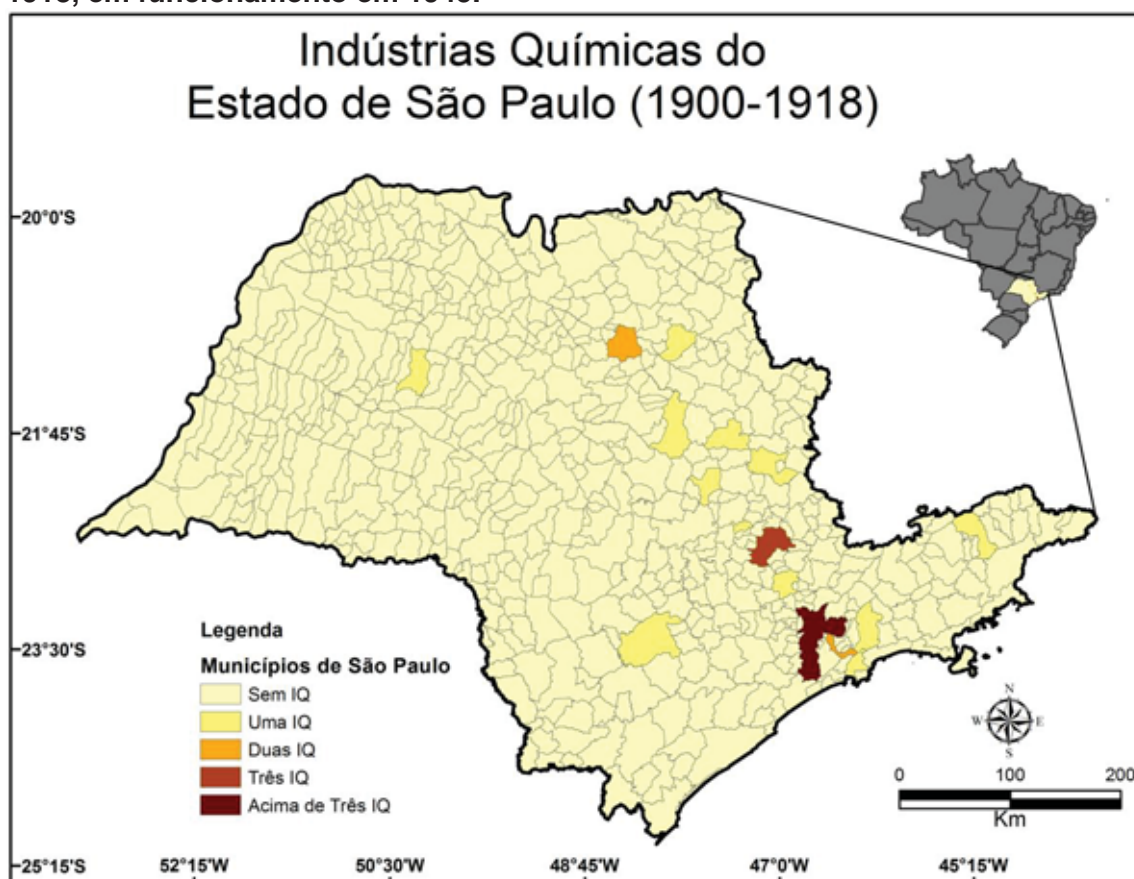 Indústrias Químicas do
Estado de São Paulo (1900-1918)
20°0'S
21°45'S
23°30'S
25°15'S
Legenda
Municípios de São Paulo
Sem IQ
Uma IQ
Duas IQ
Três IQ
Acima de Três IQ
N
W
E
S
0 100 200
Km
52°15'W 50°30'W 48°45'W 47°0'W 45°15'W